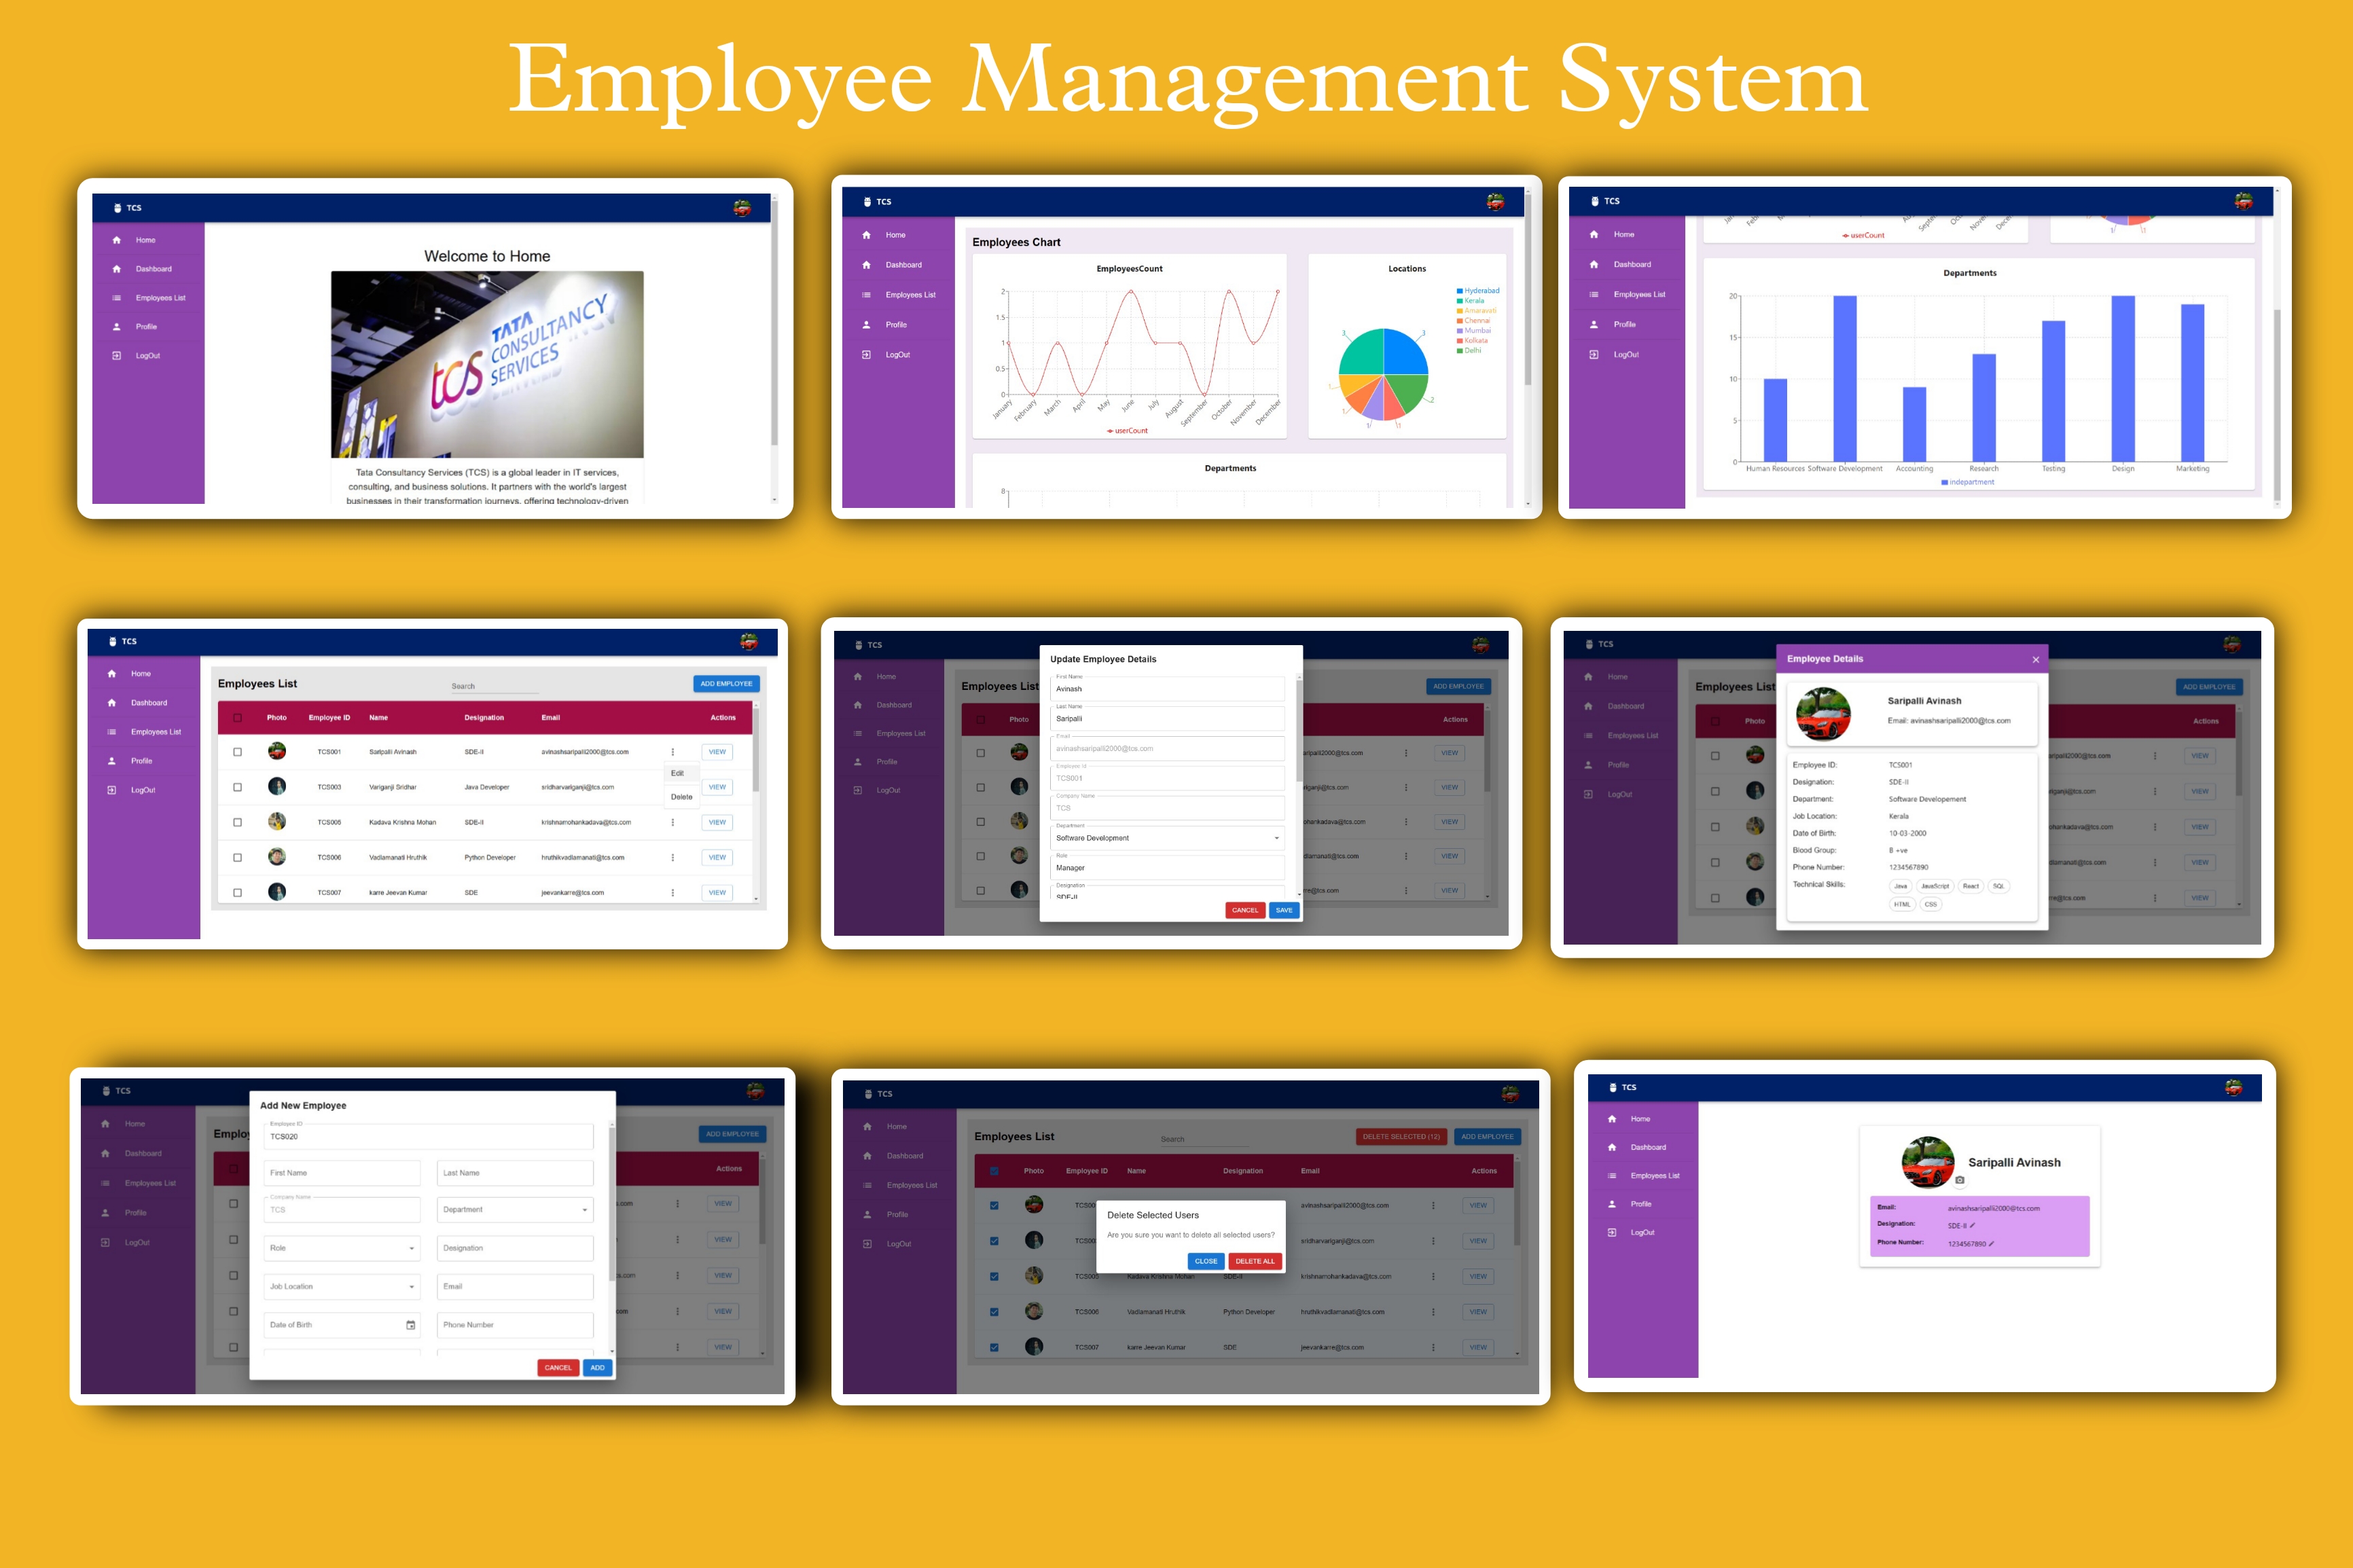 Employee Management System
TCS
Home
Dashboard
Employees List
Profile
LogOut
Welcome to Home
TATA
CONSULTANCY
SERVICES
tcs
Tata Consultancy Services (TCS) is a global leader in IT services,
consulting, and business solutions. It partners with the world's largest
businesses in their transformation journeys, offering technology-driven
TCS
Home
Dashboard
Employees List
Profile
LogOut
Employees Chart
EmployeesCount
2
1.5
1
0.5
0
January
February
March
April
May
June
July
August
September
October
November
December
userCount
Locations
Hyderabad
Kerala
Amaravati
Chennai
Mumbai
Kolkata
Delhi
3
3
1
1
1
1
2
Departments
8
TCS
Home
Dashboard
Employees List
Profile
LogOut
userCount
Departments
20
15
10
5
0
Human Resources Software Development Accounting Research Testing Design Marketing
indepartment
TCS
Home
Dashboard
Employees List
Profile
LogOut
Employees List Search ADD EMPLOYEE
Photo Employee ID Name Designation Email Actions
TCS001 Saripalli Avinash SDE-II avinashsaripalli2000@tcs.com VIEW
Edit
TCS003 Variganji Sridhar Java Developer sridharvariganji@tcs.com VIEW
Delete
TCS005 Kadava Krishna Mohan SDE-II krishnamohankadava@tcs.com VIEW
TCS006 Vadlamanati Hruthik Python Developer hruthikvadlamanati@tcs.com VIEW
TCS007 karre Jeevan Kumar SDE jeevankarre@tcs.com VIEW
TCS
Home
Dashboard
Employees List
Profile
LogOut
Employees List
ADD EMPLOYEE
Photo
Actions
VIEW
VIEW
VIEW
VIEW
VIEW
Update Employee Details
First Name
Avinash
Last Name
Saripalli
Email
avinashsaripalli2000@tcs.com
Employee Id
TCS001
Company Name
TCS
Department
Software Development
Role
Manager
Designation
SDE-II
CANCEL SAVE
TCS
Home
Dashboard
Employees List
Profile
LogOut
Employees List
ADD EMPLOYEE
Photo
Actions
VIEW
VIEW
VIEW
VIEW
VIEW
Employee Details
Saripalli Avinash
Email: avinashsaripalli2000@tcs.com
Employee ID: TCS001
Designation: SDE-II
Department: Software Developement
Job Location: Kerala
Date of Birth: 10-03-2000
Blood Group: B +ve
Phone Number: 1234567890
Technical Skills: Java JavaScript React SQL
HTML CSS
TCS
Home
Dashboard
Employees List
Profile
LogOut
ADD EMPLOYEE
Actions
VIEW
VIEW
VIEW
VIEW
VIEW
Add New Employee
Employee ID
TCS020
First Name Last Name
Company Name
TCS Department
Role Designation
Job Location Email
Date of Birth Phone Number
CANCEL ADD
TCS
Home
Dashboard
Employees List
Profile
LogOut
Employees List Search DELETE SELECTED (12) ADD EMPLOYEE
Photo Employee ID Name Designation Email Actions
avinashsaripalli2000@tcs.com VIEW
sridharvariganji@tcs.com VIEW
TCS005 Kadava Krishna Mohan SDE-II krishnamohankadava@tcs.com VIEW
TCS006 Vadlamanati Hruthik Python Developer hruthikvadlamanati@tcs.com VIEW
TCS007 karre Jeevan Kumar SDE jeevankarre@tcs.com VIEW
Delete Selected Users
Are you sure you want to delete all selected users?
CLOSE DELETE ALL
TCS
Home
Dashboard
Employees List
Profile
LogOut
Saripalli Avinash
Email: avinashsaripalli2000@tcs.com
Designation: SDE-II
Phone Number: 1234567890